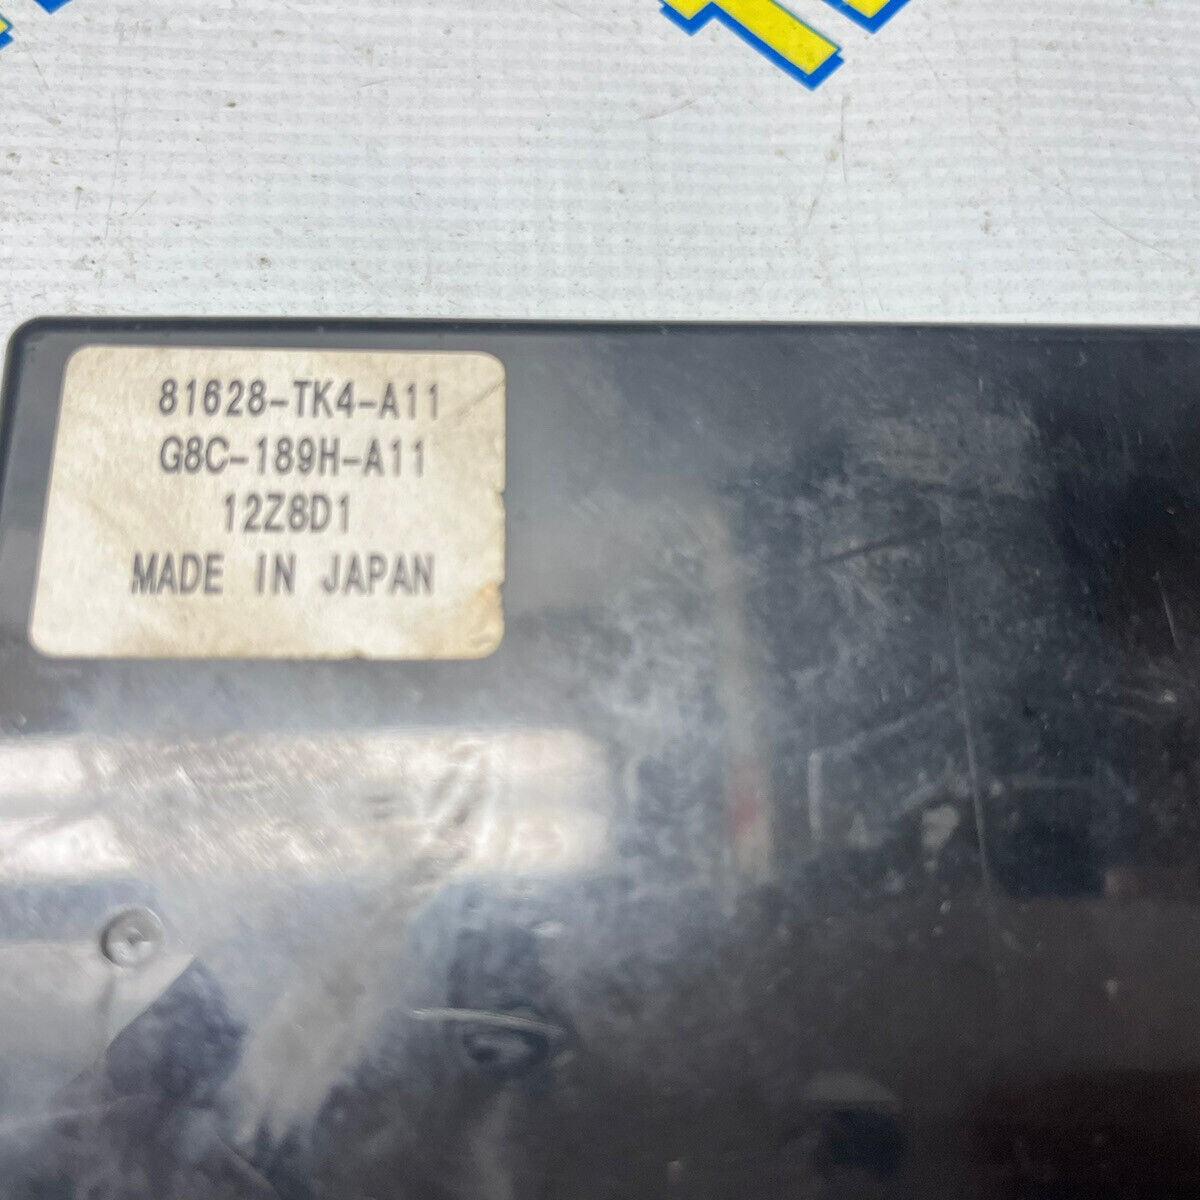 81628-TK4-A11
G8C-189H-A11
12Z8D1
MADE IN JAPAN